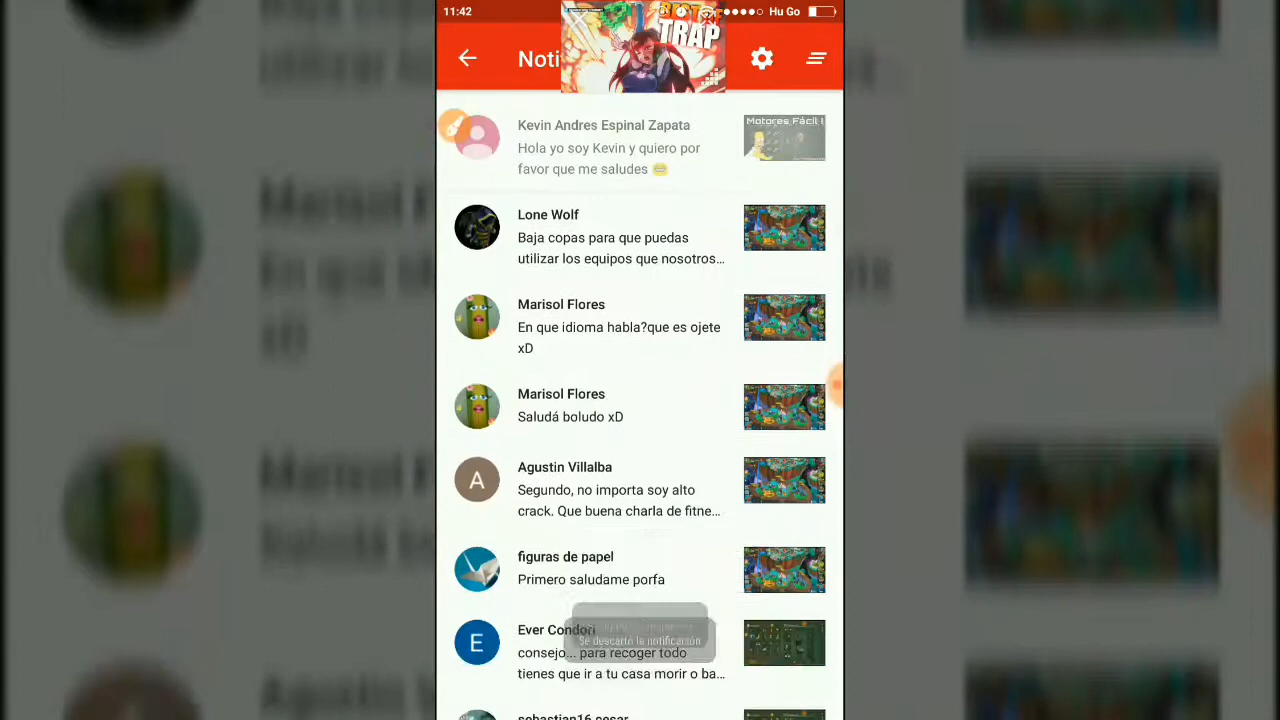 11:42
Hu Go
BEST OF
TRAP
Noti
Kevin Andres Espinal Zapata
Hola yo soy Kevin y quiero por
favor que me saludes 😁
Motores Fácil !
Lone Wolf
Baja copas para que puedas
utilizar los equipos que nosotros...
Marisol Flores
En que idioma habla?que es ojete
xD
Marisol Flores
Saludá boludo xD
A
Agustin Villalba
Segundo, no importa soy alto
crack. Que buena charla de fitne...
figuras de papel
Primero saludame porfa
E
Ever Condori
Se descartó la notificación
consejo... para recoger todo
tienes que ir a tu casa morir o ba...
sebastian16 cesar